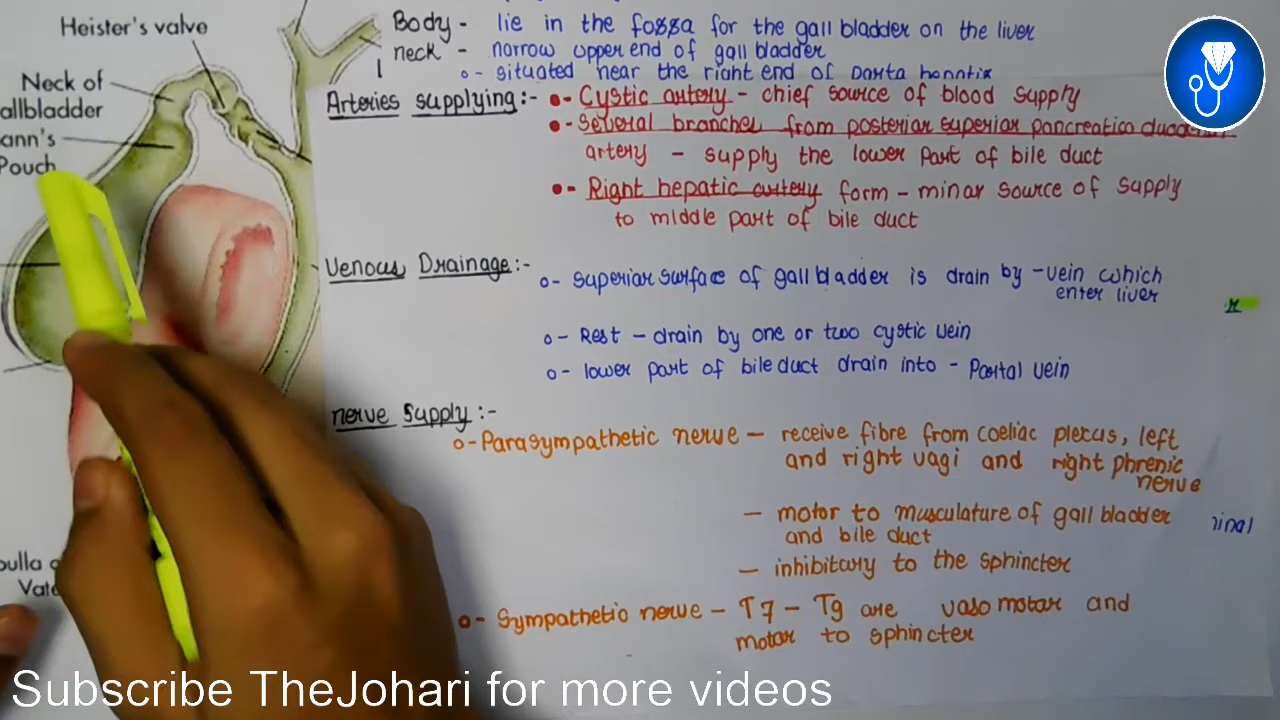 Heister's valve
Neck of
allbladder
ann's
Pouch
Body - lie in the fossa for the gall bladder on the liver
neck - narrow upper end of gall bladder
o- situated near the right end of porta hepatis
Arteries supplying:- •- Cystic artery - chief source of blood supply
•- Several branches from posterior superior pancreatico duodenal
artery - supply the lower part of bile duct
•- Right hepatic artery form - minor source of supply
to middle part of bile duct
Venous Drainage:-
o- superior surface of gall bladder is drain by - vein which
enter liver
o- Rest - drain by one or two cystic vein
o- lower part of bile duct drain into - Portal vein
nerve supply:-
o- Parasympathetic nerve - receive fibre from coeliac plexus, left
and right vagi and right phrenic
nerve
- motor to musculature of gall bladder
and bile duct
- inhibitory to the sphincter
o- Sympathetic nerve - T7 - T9 are vasomotor and
motor to sphincter
inal
pulla o
Vate
Subscribe TheJohari for more videos